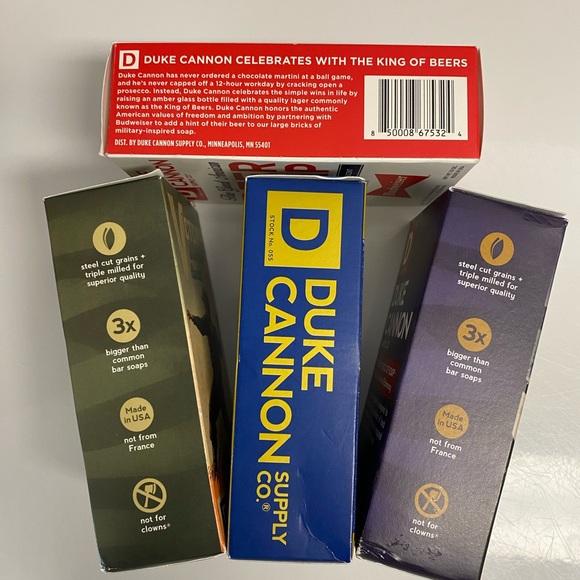 D DUKE CANNON CELEBRATES WITH THE KING OF BEERS
Duke Cannon has never ordered a chocolate martini at a ball game,
and he's never capped off a 12-hour workday by cracking open a
prosecco. Instead, Duke Cannon celebrates the simple wins in life by
raising an amber glass bottle filled with a quality lager commonly
known as the King of Beers. Duke Cannon honors the authentic
American values of freedom and ambition by partnering with
Budweiser to add a hint of their beer to our large bricks of
military-inspired soap.
DIST. BY DUKE CANNON SUPPLY CO., MINNEAPOLIS, MN 55401
8 50008 67532 4
CANNON
steel cut grains +
triple milled for
superior quality
3x
bigger than
common
bar soaps
Made
in USA
not from
France
not for
clowns®
D
STOCK No. 055
DUKE
CANNON
SUPPLY
CO.®
D
DUKE
CANNON
steel cut grains +
triple milled for
superior quality
3x
bigger than
common
bar soaps
Made
in USA
not from
France
not for
clowns®